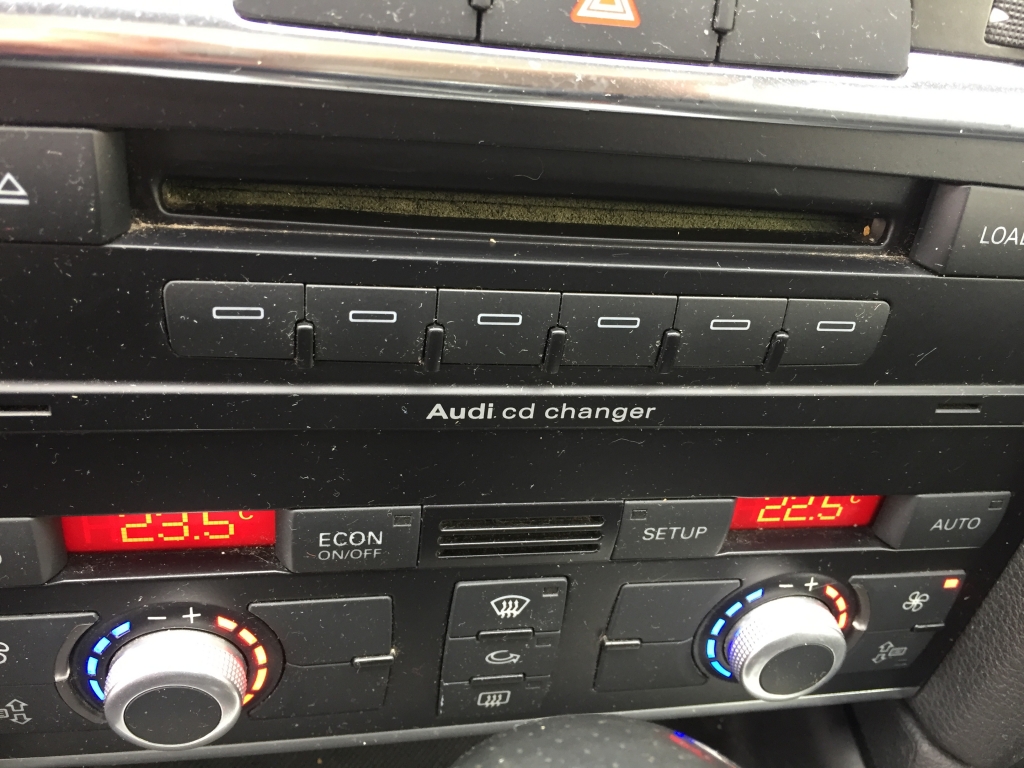 LOAD
Audi cd changer
23.5°C
ECON
ON/OFF
SETUP
22.5°C
AUTO
− +
− +